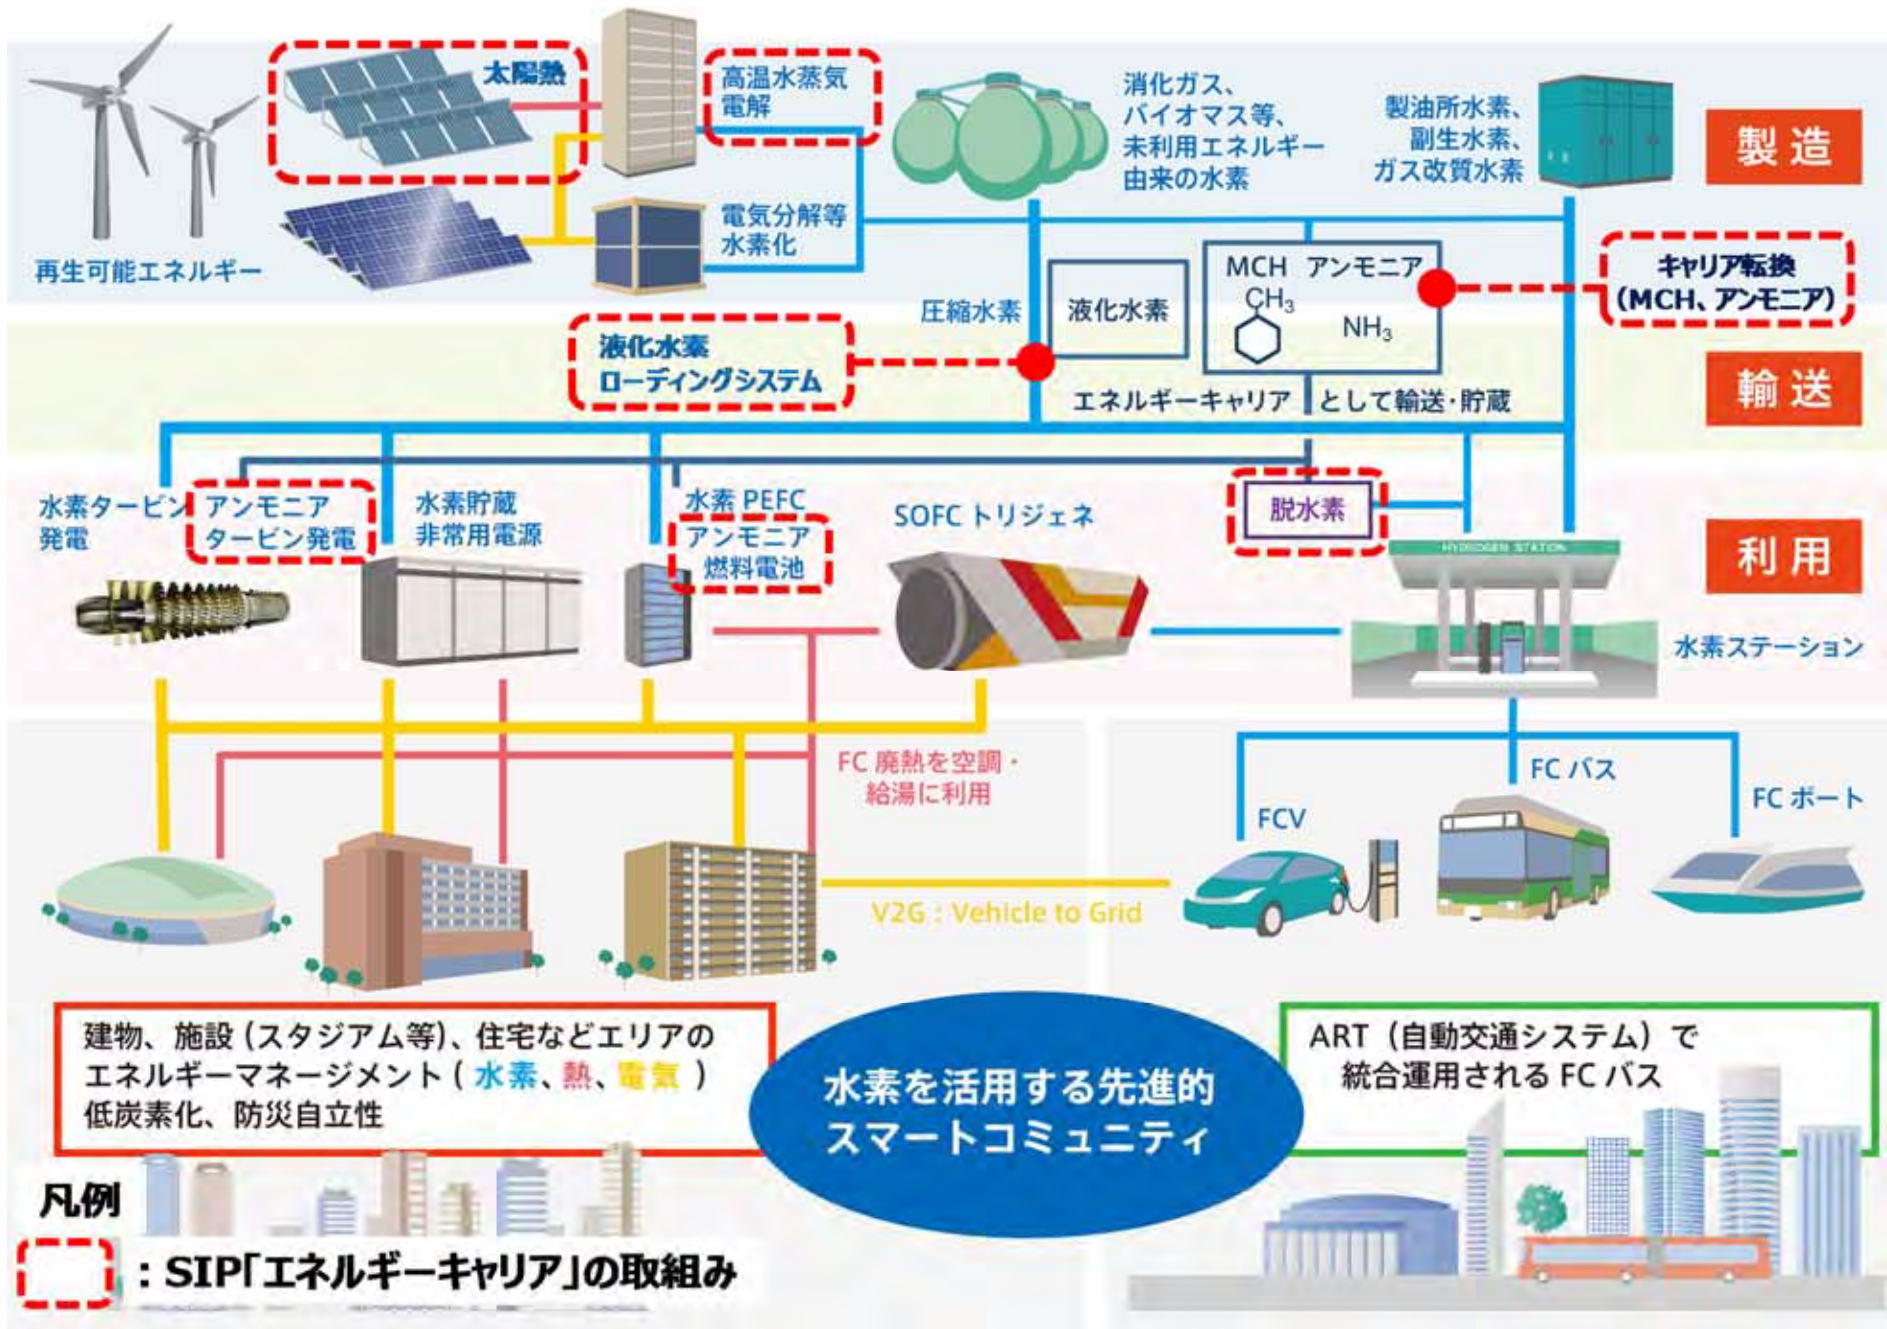 太陽熱
高温水蒸気
電解
消化ガス、
バイオマス等、
未利用エネルギー
由来の水素
製油所水素、
副生水素、
ガス改質水素
製造
再生可能エネルギー
電気分解等
水素化
圧縮水素
液化水素
MCH アンモニア
CH3
NH3
キャリア転換
(MCH、アンモニア)
液化水素
ローディングシステム
エネルギーキャリア として輸送・貯蔵
輸送
水素タービン
発電
アンモニア
タービン発電
水素貯蔵
非常用電源
水素 PEFC
アンモニア
燃料電池
SOFC トリジェネ
脱水素
利用
HYDROGEN STATION
水素ステーション
FC 廃熱を空調・
給湯に利用
FCV
FC バス
FC ボート
V2G : Vehicle to Grid
建物、施設 (スタジアム等)、住宅などエリアの
エネルギーマネージメント ( 水素、熱、電気 )
低炭素化、防災自立性
水素を活用する先進的
スマートコミュニティ
ART（自動交通システム）で
統合運用される FC バス
凡例
：SIP「エネルギーキャリア」の取組み